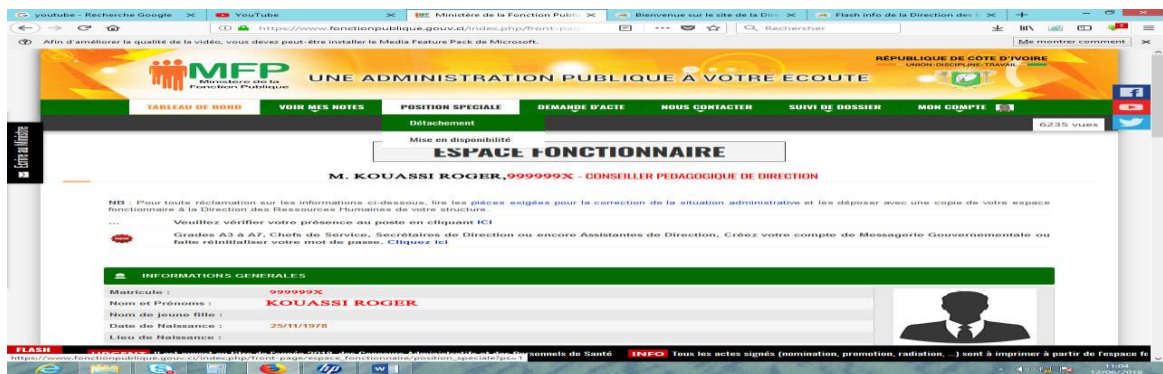 youtube - Recherche Google
YouTube
Ministère de la Fonction Publi
Bienvenue sur le site de la Dire
Flash info de la Direction des
https://www.fonctionpublique.gouv.ci/index.php/front-pag
Rechercher
Afin d'améliorer la qualité de la vidéo, vous devez peut-être installer le Media Feature Pack de Microsoft.
Me montrer comment
MFP
Ministère de la
Fonction Publique
UNE ADMINISTRATION PUBLIQUE À VOTRE ECOUTE
RÉPUBLIQUE DE CÔTE D'IVOIRE
UNION-DISCIPLINE-TRAVAIL
TABLEAU DE BORD
VOIR MES NOTES
POSITION SPECIALE
DEMANDE D'ACTE
NOUS CONTACTER
SUIVI DE DOSSIER
MON COMPTE
Détachement
Mise en disponibilité
6235 vues
Ecrire au Ministre
ESPACE FONCTIONNAIRE
M. KOUASSI ROGER,999999X - CONSEILLER PEDAGOGIQUE DE DIRECTION
NB : Pour toute réclamation sur les informations ci-dessous, lire les pièces exigées pour la correction de la situation administrative et les déposer avec une copie de votre espace
fonctionnaire à la Direction des Ressources Humaines de votre structure.
... Veuillez vérifier votre présence au poste en cliquant ICI
Grades A3 à A7, Chefs de Service, Secrétaires de Direction ou encore Assistantes de Direction, Créez votre compte de Messagerie Gouvernementale ou
faite réinitialiser votre mot de passe. Cliquez ici
INFORMATIONS GENERALES
Matricule : 999999X
Nom et Prénoms : KOUASSI ROGER
Nom de jeune fille :
Date de Naissance : 25/11/1978
Lieu de Naissance :
https://www.fonctionpublique.gouv.ci/index.php/front-page/espace_fonctionnaire/position_speciale?pc=1
FLASH
Personnels de Santé INFO Tous les actes signés (nomination, promotion, radiation, ...) sont à imprimer à partir de l'espace fo
11:04
12/06/2018